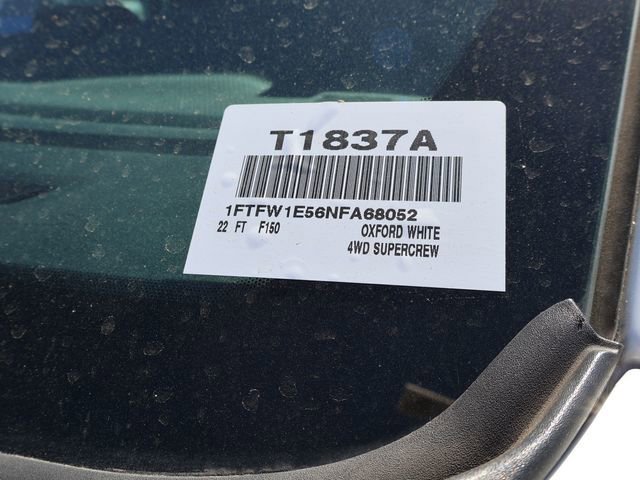 T1837A
1FTFW1E56NFA68052
22 FT F150 OXFORD WHITE
4WD SUPERCREW